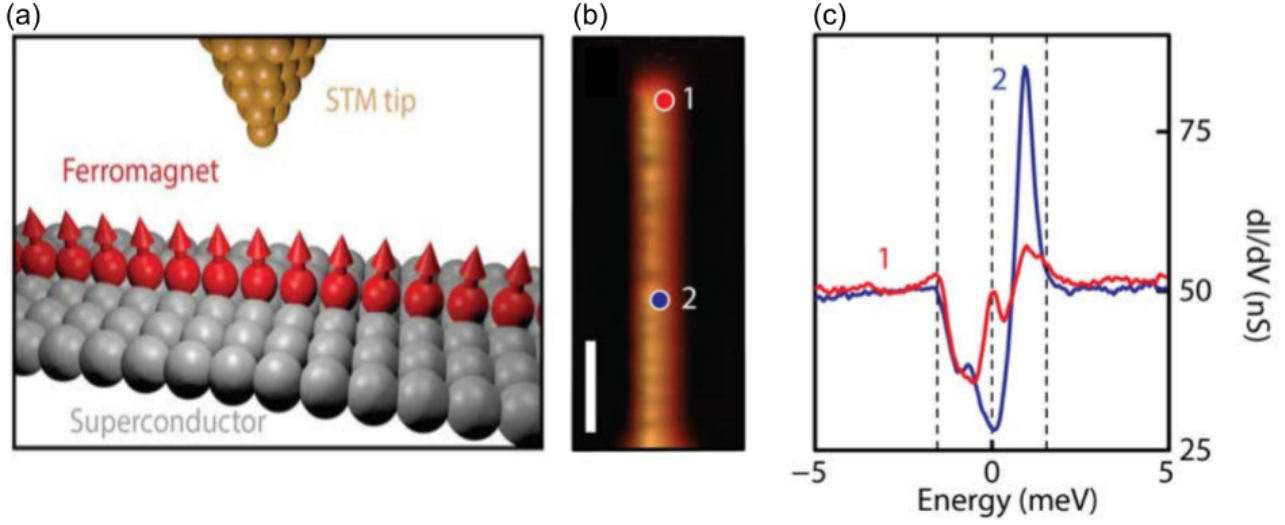 (a)
STM tip
Ferromagnet
Superconductor
(b)
1
2
(c)
2
1
75
50
25
dI/dV (nS)
−5
0
5
Energy (meV)